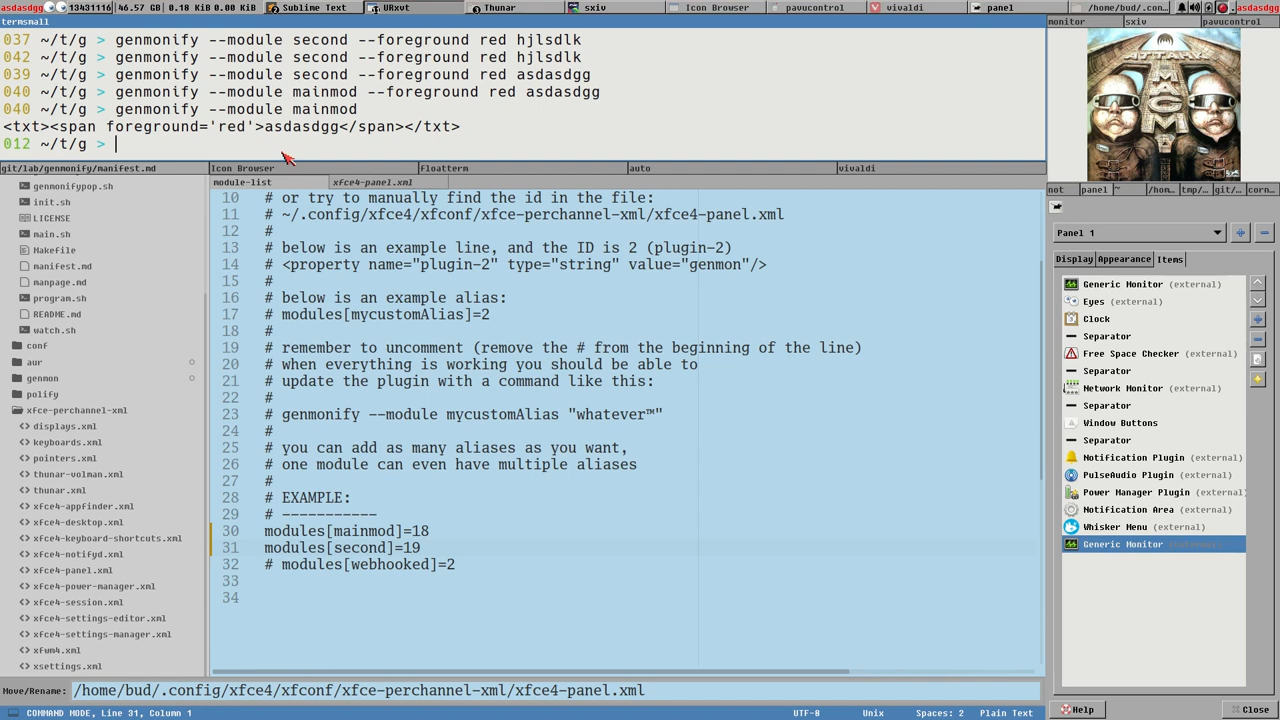 asdasdgg 13431116 46.57 GB 0.18 KiB 0.00 KiB Sublime Text URxvt Thunar sxiv Icon Browser pavucontrol vivaldi panel /home/bud/.con... asdasdgg
termsmall
037 ~/t/g > genmonify --module second --foreground red hjlsdlk
042 ~/t/g > genmonify --module second --foreground red hjlsdlk
039 ~/t/g > genmonify --module second --foreground red asdasdgg
040 ~/t/g > genmonify --module mainmod --foreground red asdasdgg
040 ~/t/g > genmonify --module mainmod
<txt><span foreground='red'>asdasdgg</span></txt>
012 ~/t/g >
git/lab/genmonify/manifest.md Icon Browser floatterm auto vivaldi
genmonifypop.sh
init.sh
LICENSE
main.sh
Makefile
manifest.md
manpage.md
program.sh
README.md
watch.sh
conf
aur
genmon
polify
xfce-perchannel-xml
displays.xml
keyboards.xml
pointers.xml
thunar-volman.xml
thunar.xml
xfce4-appfinder.xml
xfce4-desktop.xml
xfce4-keyboard-shortcuts.xml
xfce4-notifyd.xml
xfce4-panel.xml
xfce4-power-manager.xml
xfce4-session.xml
xfce4-settings-editor.xml
xfce4-settings-manager.xml
xfwm4.xml
xsettings.xml
module-list xfce4-panel.xml
10 # or try to manually find the id in the file:
11 # ~/.config/xfce4/xfconf/xfce-perchannel-xml/xfce4-panel.xml
12 #
13 # below is an example line, and the ID is 2 (plugin-2)
14 # <property name="plugin-2" type="string" value="genmon"/>
15 #
16 # below is an example alias:
17 # modules[mycustomAlias]=2
18 #
19 # remember to uncomment (remove the # from the beginning of the line)
20 # when everything is working you should be able to
21 # update the plugin with a command like this:
22 #
23 # genmonify --module mycustomAlias "whatever™"
24 #
25 # you can add as many aliases as you want,
26 # one module can even have multiple aliases
27 #
28 # EXAMPLE:
29 # -----------
30 modules[mainmod]=18
31 modules[second]=19
32 # modules[webhooked]=2
33
34
Move/Rename: /home/bud/.config/xfce4/xfconf/xfce-perchannel-xml/xfce4-panel.xml
COMMAND MODE, Line 31, Column 1 UTF-8 Unix Spaces: 2 Plain Text
monitor sxiv pavucontrol
ATTAK
MAGMA
not panel ~ /hom… tmp/… git/… corn…
Panel 1
Display Appearance Items
Generic Monitor (external)
Eyes (external)
Clock
Separator
Free Space Checker (external)
Separator
Network Monitor (external)
Separator
Window Buttons
Separator
Notification Plugin (external)
PulseAudio Plugin (external)
Power Manager Plugin (external)
Notification Area (external)
Whisker Menu (external)
Generic Monitor (external)
Help Close